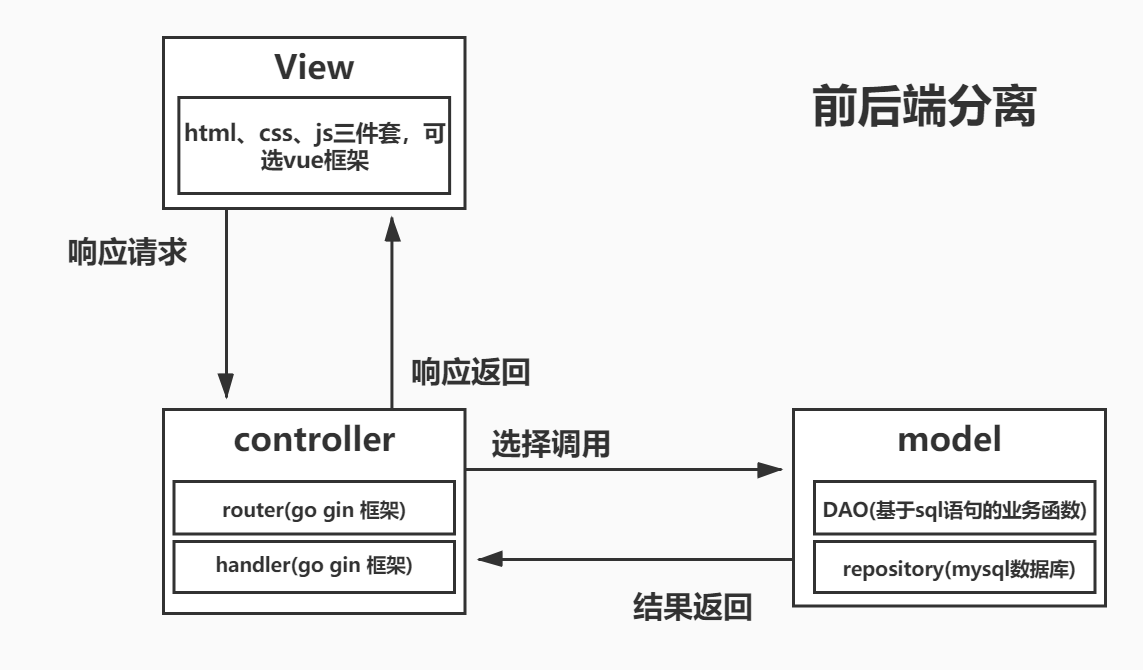 View
前后端分离
html、css、js三件套，可
选vue框架
响应请求
响应返回
controller
选择调用
model
router(go gin 框架)
DAO(基于sql语句的业务函数)
handler(go gin 框架)
repository(mysql数据库)
结果返回